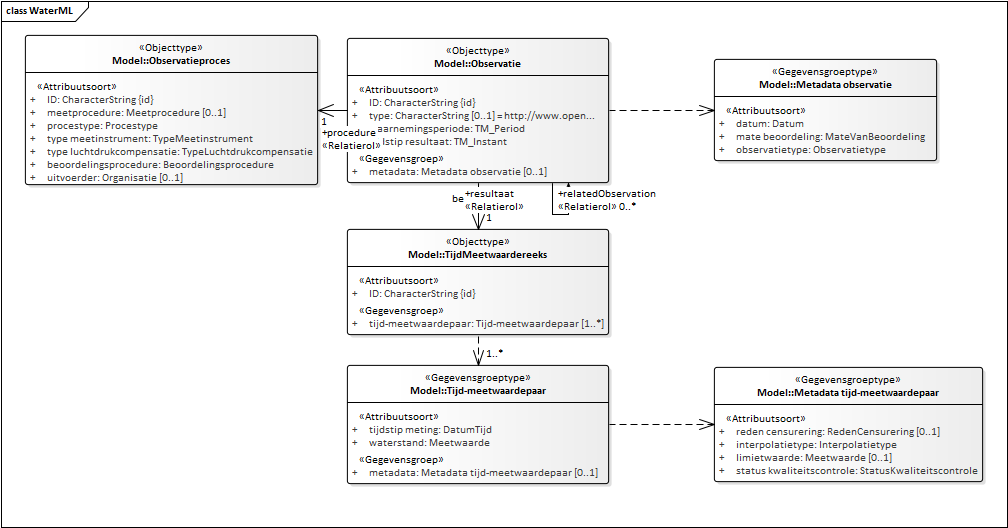 class WaterML
«Objecttype»
Model::Observatieproces
«Attribuutsoort»
+ ID: CharacterString {id}
+ meetprocedure: Meetprocedure [0..1]
+ procestype: Procestype
+ type meetinstrument: TypeMeetinstrument
+ type luchtdrukcompensatie: TypeLuchtdrukcompensatie
+ beoordelingsprocedure: Beoordelingsprocedure
+ uitvoerder: Organisatie [0..1]
1
+procedure
«Relatierol»
«Objecttype»
Model::Observatie
«Attribuutsoort»
+ ID: CharacterString {id}
+ type: CharacterString [0..1] = http://www.open...
aarnemingsperiode: TM_Period
lstip resultaat: TM_Instant
«Gegevensgroep»
+ metadata: Metadata observatie [0..1]
«Gegevensgroeptype»
Model::Metadata observatie
«Attribuutsoort»
+ datum: Datum
+ mate beoordeling: MateVanBeoordeling
+ observatietype: Observatietype
be
+resultaat
«Relatierol»
1
+relatedObservation
«Relatierol» 0..*
«Objecttype»
Model::TijdMeetwaardereeks
«Attribuutsoort»
+ ID: CharacterString {id}
«Gegevensgroep»
+ tijd-meetwaardepaar: Tijd-meetwaardepaar [1..*]
1..*
«Gegevensgroeptype»
Model::Tijd-meetwaardepaar
«Attribuutsoort»
+ tijdstip meting: DatumTijd
+ waterstand: Meetwaarde
«Gegevensgroep»
+ metadata: Metadata tijd-meetwaardepaar [0..1]
«Gegevensgroeptype»
Model::Metadata tijd-meetwaardepaar
«Attribuutsoort»
+ reden censurering: RedenCensurering [0..1]
+ interpolatietype: Interpolatietype
+ limietwaarde: Meetwaarde [0..1]
+ status kwaliteitscontrole: StatusKwaliteitscontrole